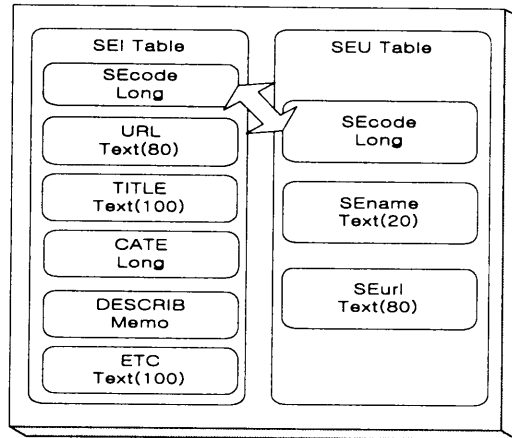 SEI Table
SEcode
Long
URL
Text(80)
TITLE
Text(100)
CATE
Long
DESCRIB
Memo
ETC
Text(100)
SEU Table
SEcode
Long
SEname
Text(20)
SEurl
Text(80)